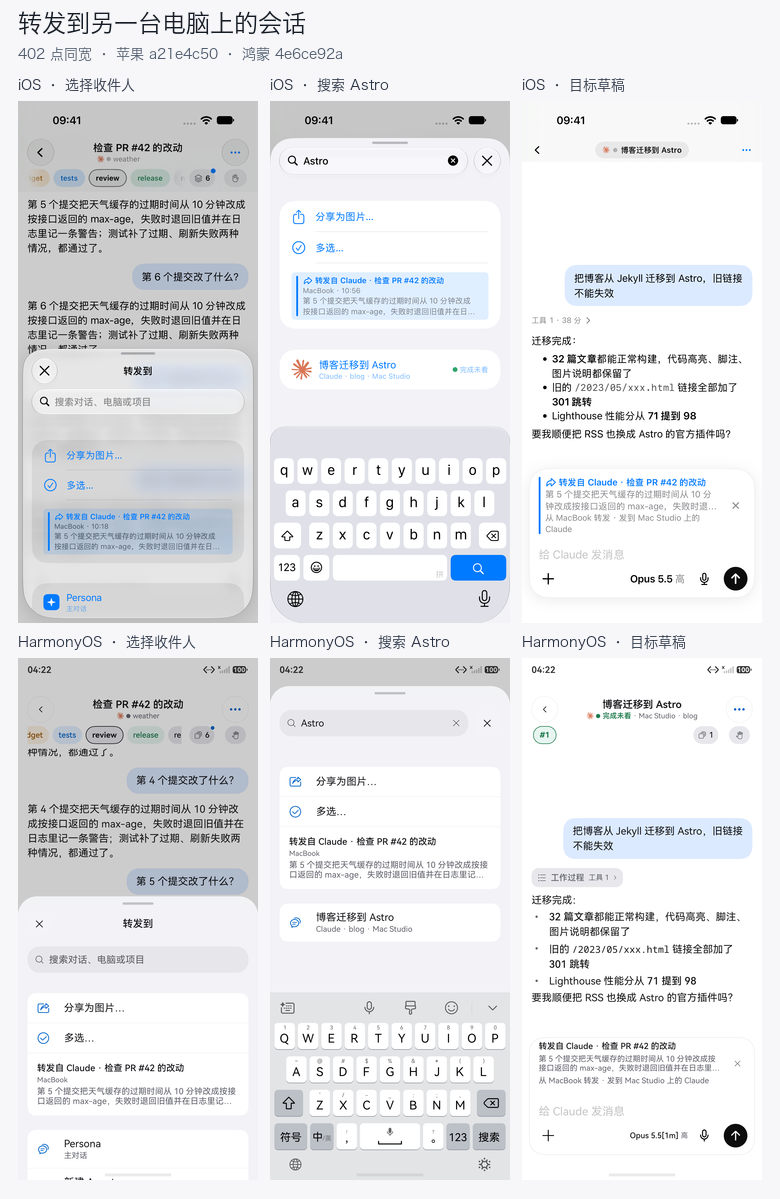 转发到另一台电脑上的会话
402 点同宽 · 苹果 a21e4c50 · 鸿蒙 4e6ce92a
iOS · 选择收件人
09:41
检查 PR #42 的改动
weather
dget
tests
review
release
6
第 5 个提交把天气缓存的过期时间从 10 分钟改成
按接口返回的 max-age，失败时退回旧值并在日
志里记一条警告；测试补了过期、刷新失败两种
情况，都通过了。
第 6 个提交改了什么?
第 6 个提交把天气缓存的过期时间从 10 分钟改成
按接口返回的 max-age，失败时退回旧值并在日
志里记一条警告；测试补了过期、刷新失败两种
情况，都通过了。
转发到
搜索对话、电脑或项目
分享为图片...
多选...
转发自 Claude · 检查 PR #42 的改动
MacBook · 10:18
第 5 个提交把天气缓存的过期时间从 10 分钟改成
按接口返回的 max-age，失败时退回旧值并在日...
Persona
主对话
iOS · 搜索 Astro
09:41
Astro
分享为图片...
多选...
转发自 Claude · 检查 PR #42 的改动
MacBook · 10:56
第 5 个提交把天气缓存的过期时间从 10 分钟改成
按接口返回的 max-age，失败时退回旧值并在日...
博客迁移到 Astro
Claude · blog · Mac Studio
完成未看
q w e r t y u i o p
a s d f g h j k l
z x c v b n m
123
拼
iOS · 目标草稿
09:41
博客迁移到 Astro
把博客从 Jekyll 迁移到 Astro，旧链接
不能失效
工具 1 · 38 分
迁移完成：
• 32 篇文章都能正常构建，代码高亮、脚注、
图片说明都保留了
• 旧的 /2023/05/xxx.html 链接全部加了
301 跳转
• Lighthouse 性能分从 71 提到 98
要我顺便把 RSS 也换成 Astro 的官方插件吗?
转发自 Claude · 检查 PR #42 的改动
第 5 个提交把天气缓存的过期时间从 10 分
钟改成按接口返回的 max-age，失败时退...
从 MacBook 转发 · 发到 Mac Studio 上的
Claude
给 Claude 发消息
Opus 5.5 高
HarmonyOS · 选择收件人
04:22
100
检查 PR #42 的改动
weather
dget
tests
review
release
re
6
种情况，都通过了。
第 4 个提交改了什么?
第 4 个提交把天气缓存的过期时间从 10 分钟改
成按接口返回的 max-age，失败时退回旧值并在
日志里记一条警告；测试补了过期、刷新失败两
种情况，都通过了。
第 5 个提交改了什么?
转发到
搜索对话、电脑或项目
分享为图片...
多选...
转发自 Claude · 检查 PR #42 的改动
MacBook
第 5 个提交把天气缓存的过期时间从 10 分钟改成按接
口返回的 max-age，失败时退回旧值并在日志里记...
Persona
主对话
HarmonyOS · 搜索 Astro
04:22
100
Astro
分享为图片...
多选...
转发自 Claude · 检查 PR #42 的改动
MacBook
第 5 个提交把天气缓存的过期时间从 10 分钟改成按接
口返回的 max-age，失败时退回旧值并在日志里记...
博客迁移到 Astro
Claude · blog · Mac Studio
1 2 3 4 5 6 7 8 9 0
Q W E R T Y U I O P
A S D F G H J K L
Z X C V B N M
符号 中/英 , 。 123 搜索
HarmonyOS · 目标草稿
04:22
100
博客迁移到 Astro
完成未看 · Mac Studio · blog
#1
1
把博客从 Jekyll 迁移到 Astro，旧链接
不能失效
工作过程 工具 1
迁移完成：
• 32 篇文章都能正常构建，代码高亮、脚注、
图片说明都保留了
• 旧的 /2023/05/xxx.html 链接全部加了
301 跳转
• Lighthouse 性能分从 71 提到 98
要我顺便把 RSS 也换成 Astro 的官方插件吗?
转发自 Claude · 检查 PR #42 的改动
第 5 个提交把天气缓存的过期时间从 10 分钟改成按
接口返回的 max-age，失败时退回旧值并在日志里...
从 MacBook 转发 · 发到 Mac Studio 上的 Claude
给 Claude 发消息
Opus 5.5[1m] 高